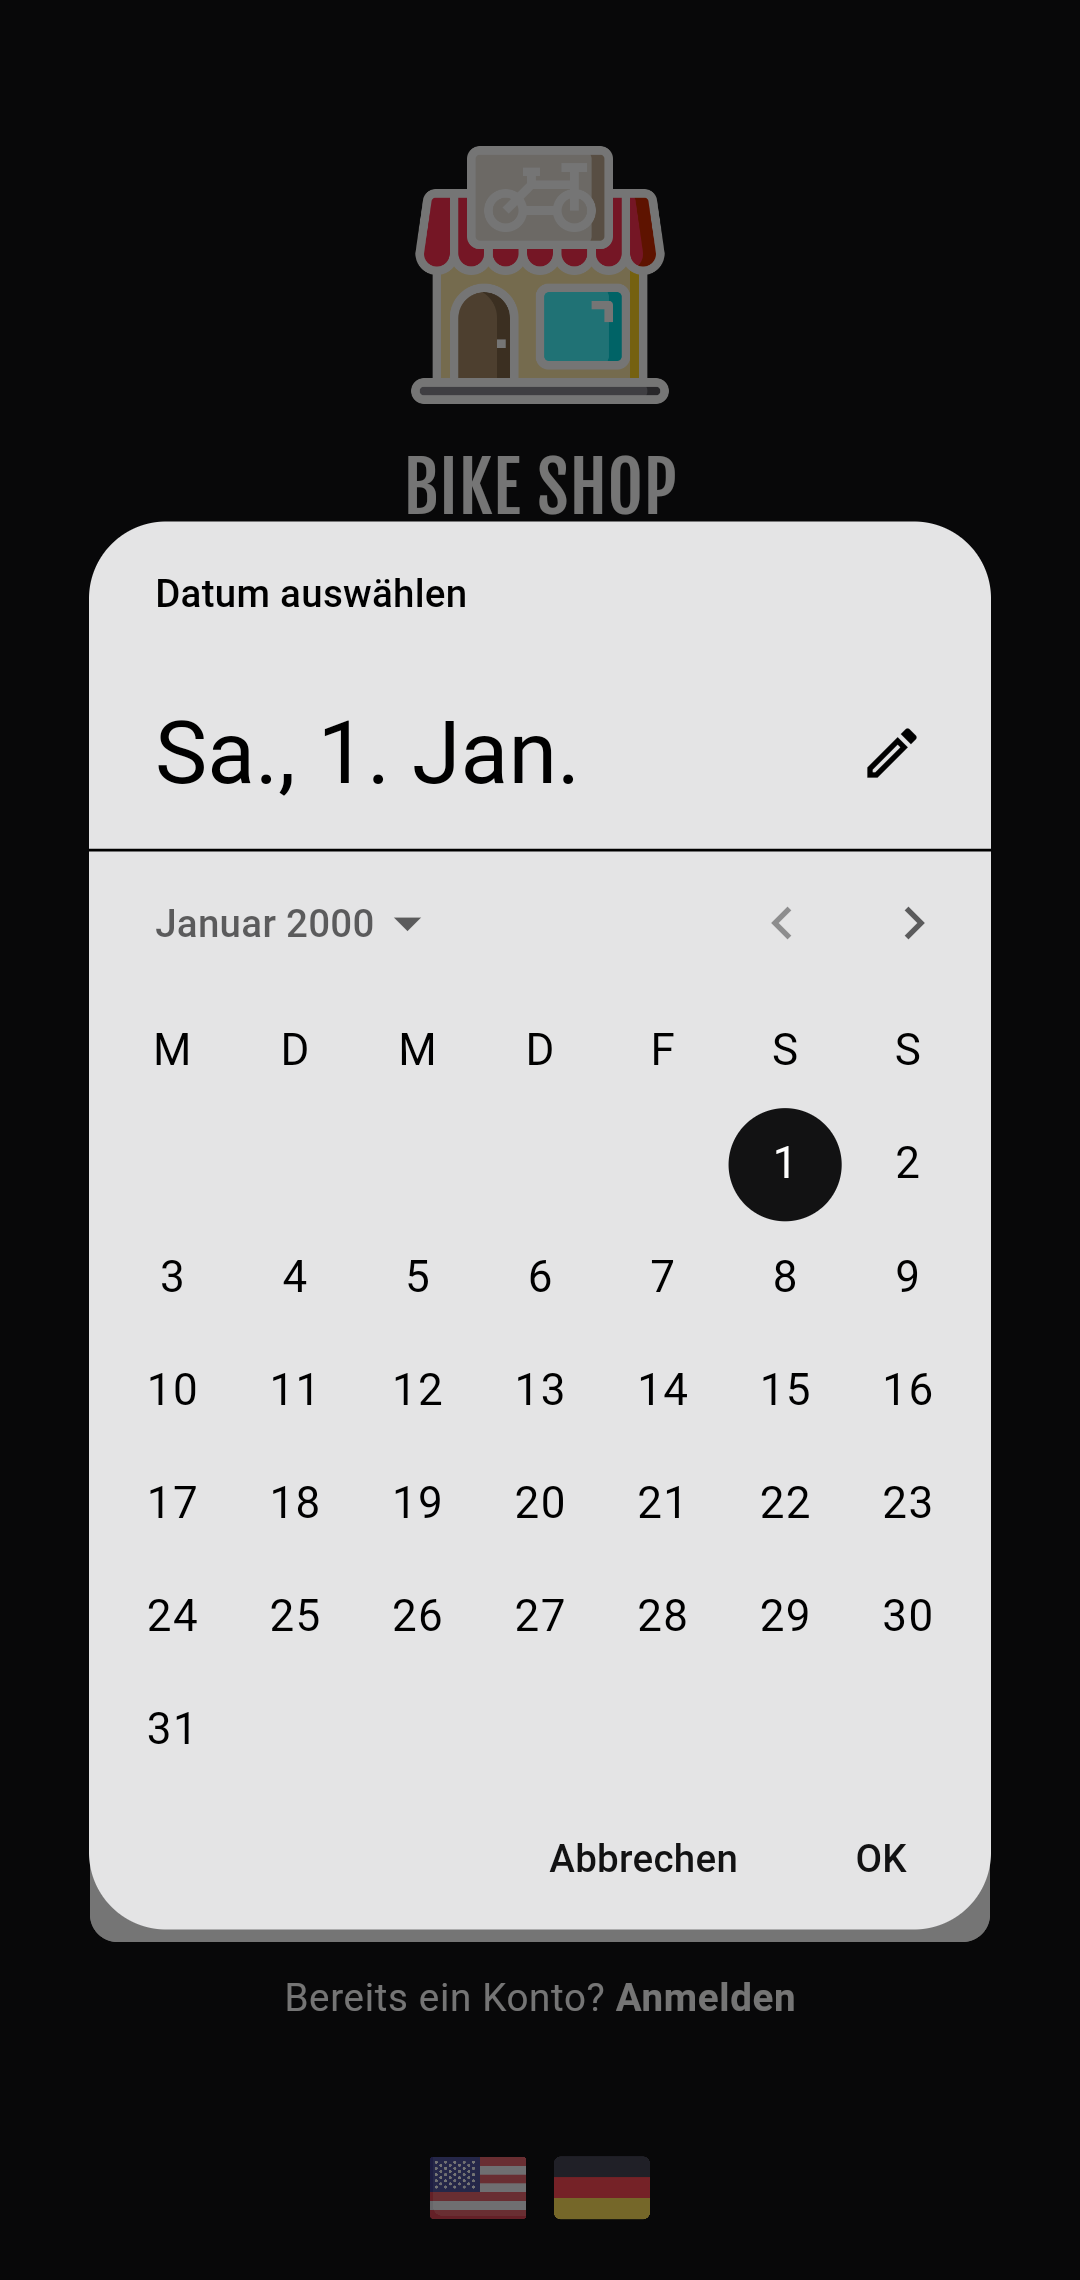 BIKE SHOP
Datum auswählen
Sa., 1. Jan.
Januar 2000
M D M D F S S
1 2
3 4 5 6 7 8 9
10 11 12 13 14 15 16
17 18 19 20 21 22 23
24 25 26 27 28 29 30
31
Abbrechen OK
Bereits ein Konto? Anmelden